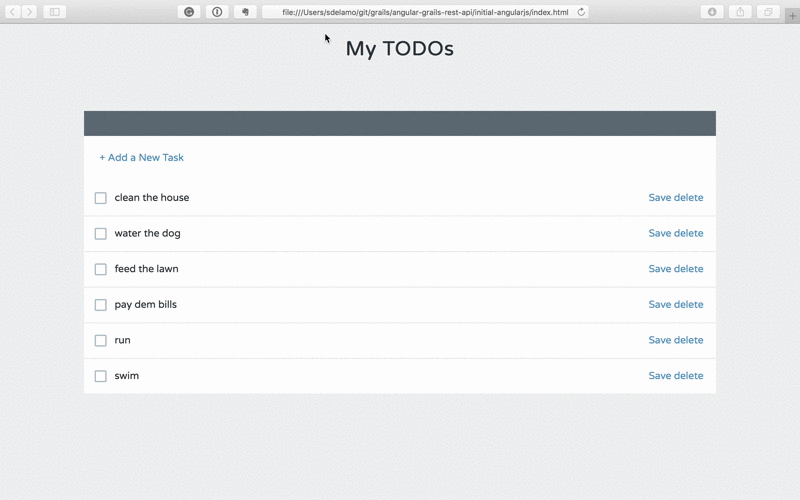 file:///Users/sdelamo/git/grails/angular-grails-rest-api/initial-angularjs/index.html
My TODOs
+ Add a New Task
clean the house Save delete
water the dog Save delete
feed the lawn Save delete
pay dem bills Save delete
run Save delete
swim Save delete